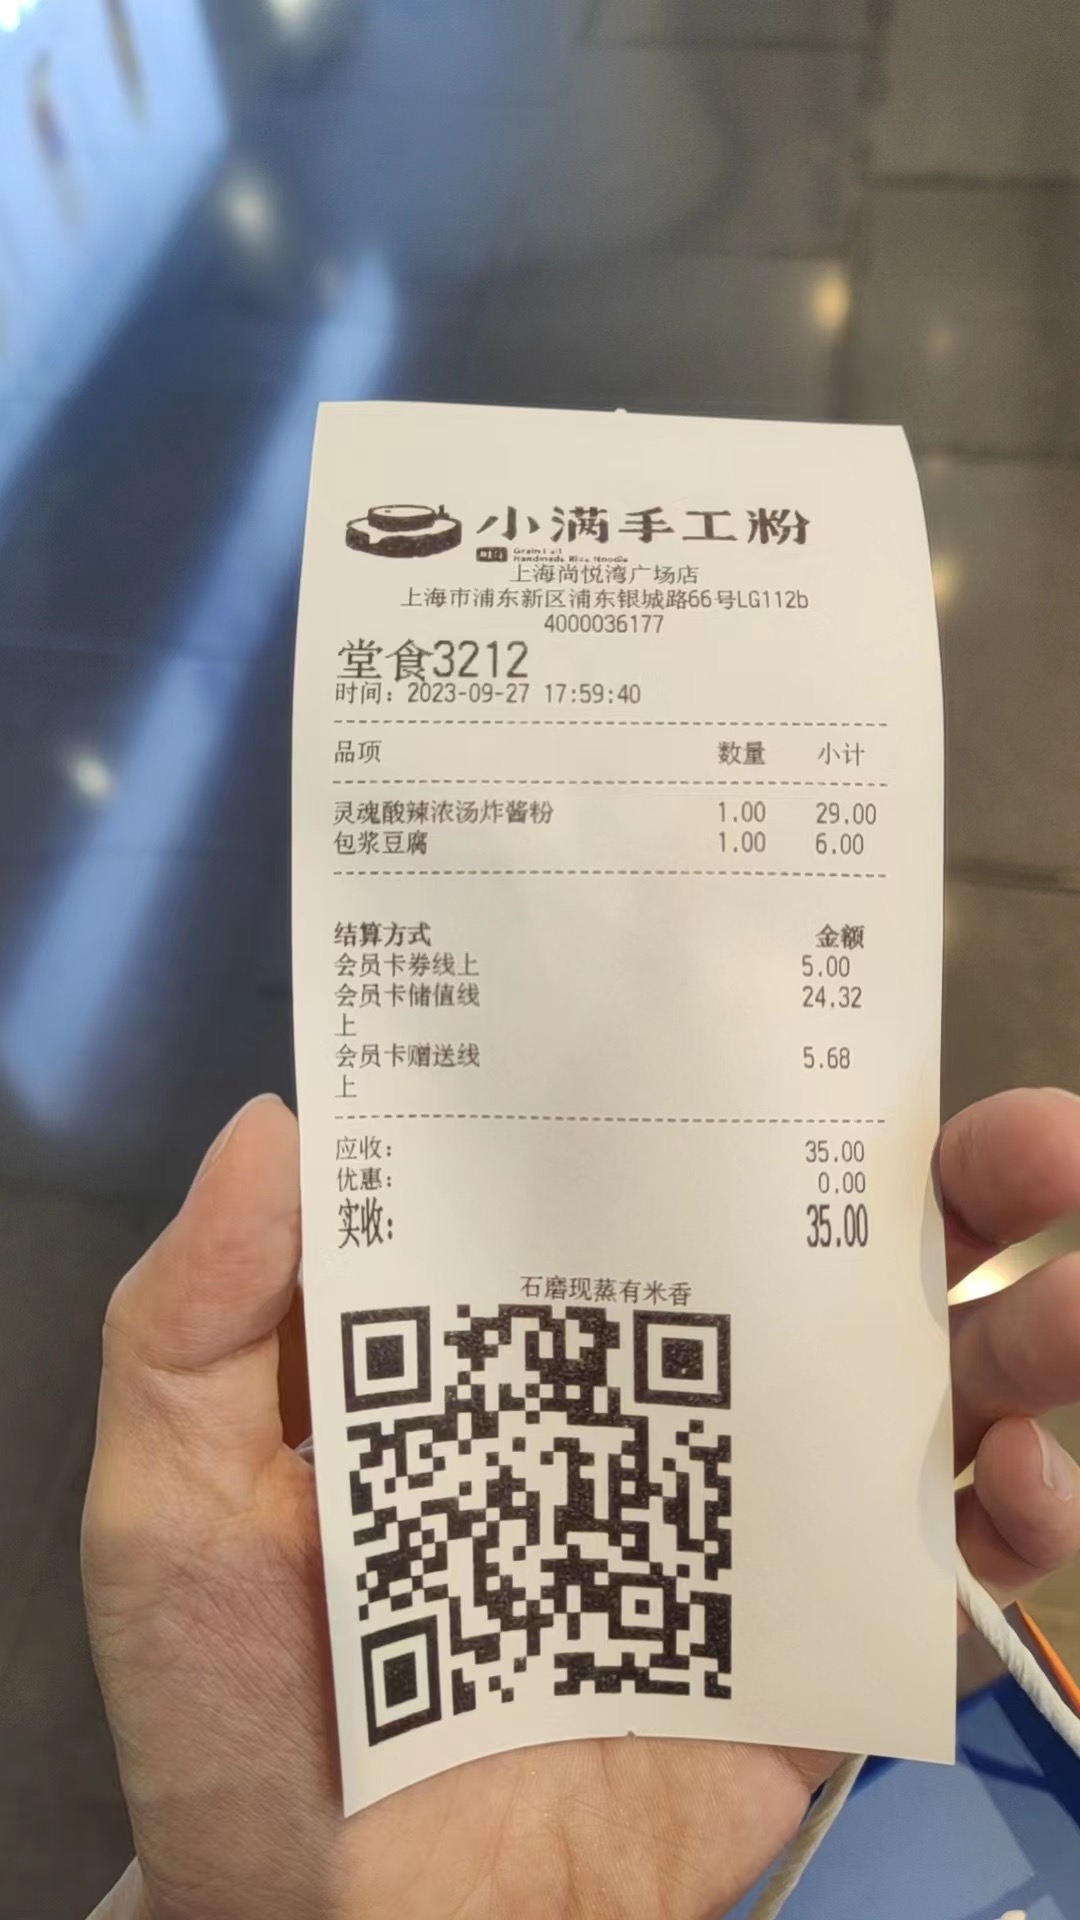 小满手工粉
Grain Full
Handmade Rice Noodle
上海尚悦湾广场店
上海市浦东新区浦东银城路66号LG112b
4000036177
堂食3212
时间: 2023-09-27 17:59:40
品项 数量 小计
灵魂酸辣浓汤炸酱粉 1.00 29.00
包浆豆腐 1.00 6.00
结算方式 金额
会员卡券线上 5.00
会员卡储值线 24.32
上
会员卡赠送线 5.68
上
应收: 35.00
优惠: 0.00
实收: 35.00
石磨现蒸有米香